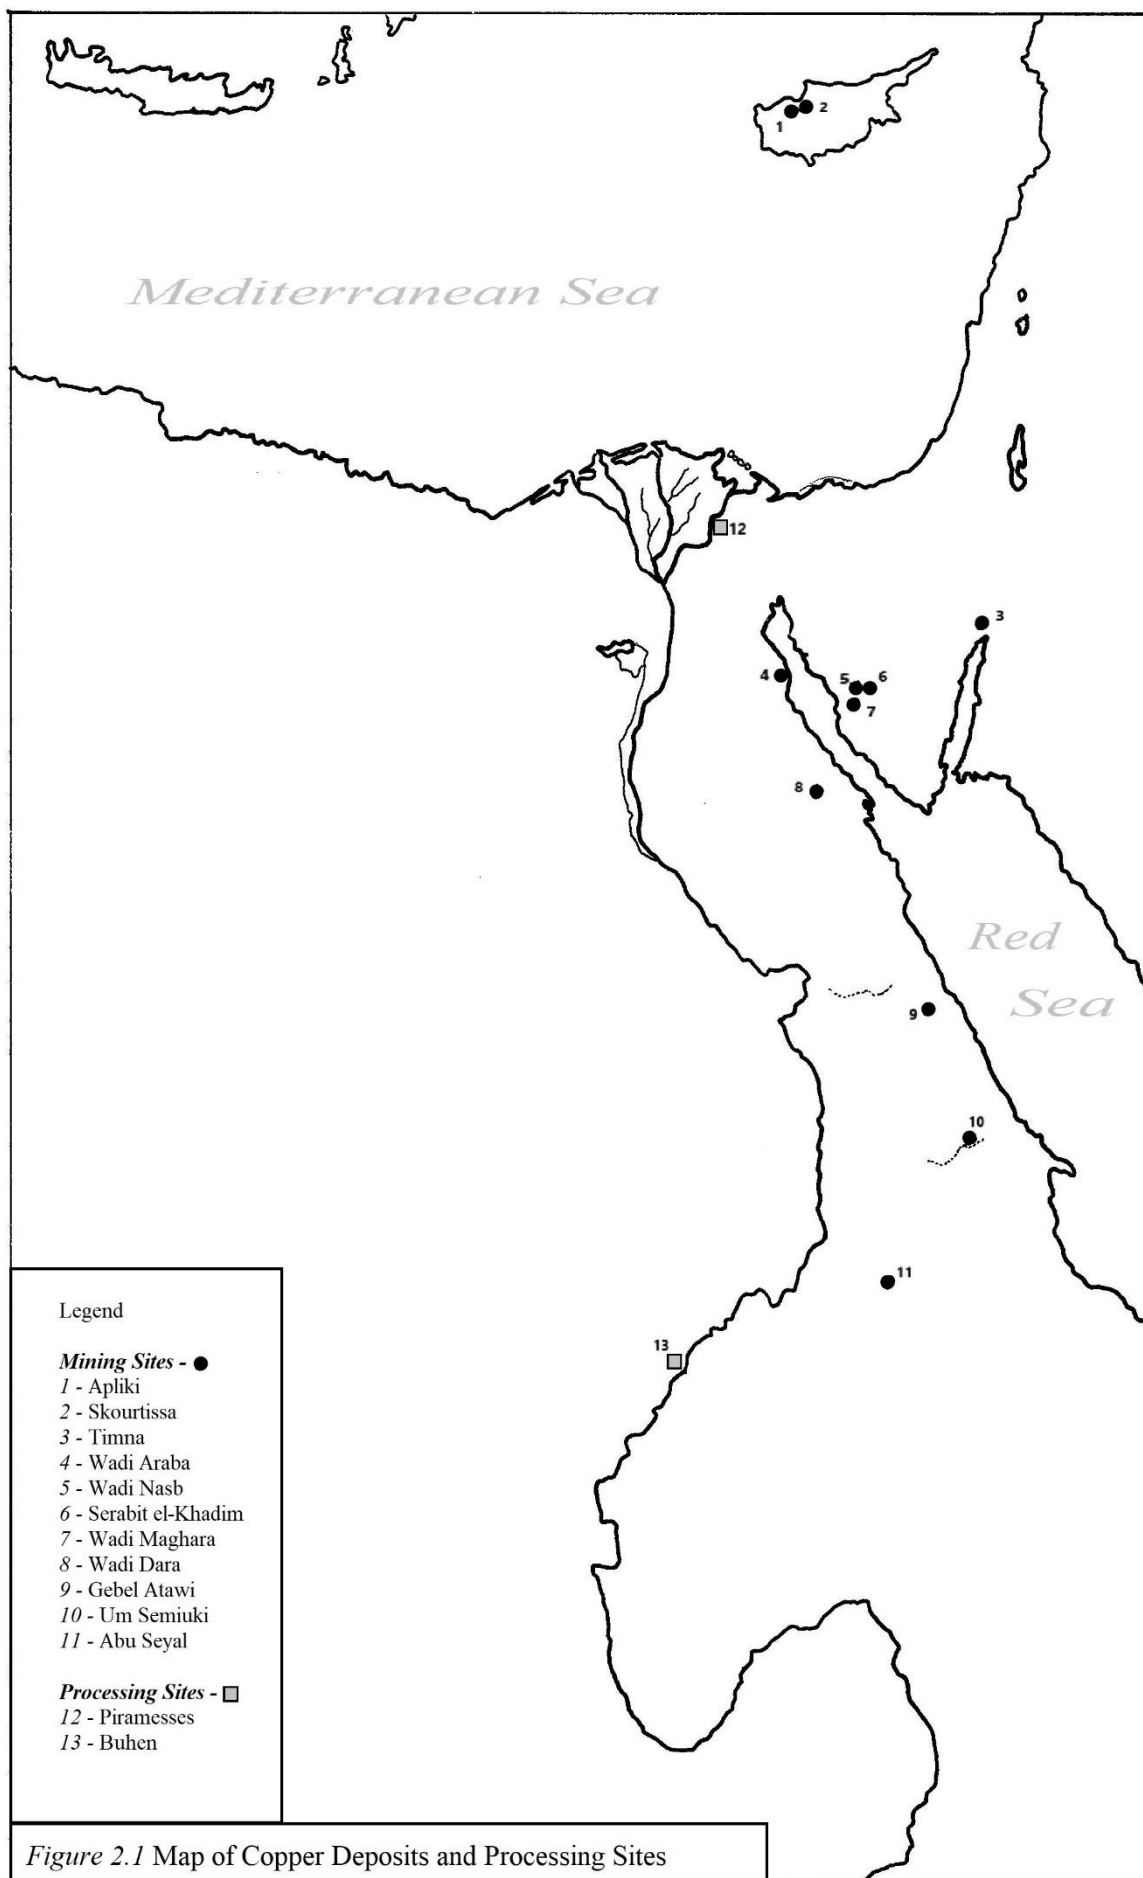 2
1
Mediterranean Sea
12
3
4
5
6
7
8
Red
Sea
9
10
11
13
Legend
Mining Sites -
1 - Apliki
2 - Skourtissa
3 - Timna
4 - Wadi Araba
5 - Wadi Nasb
6 - Serabit el-Khadim
7 - Wadi Maghara
8 - Wadi Dara
9 - Gebel Atawi
10 - Um Semiuki
11 - Abu Seyal
Processing Sites -
12 - Piramesses
13 - Buhen
Figure 2.1 Map of Copper Deposits and Processing Sites